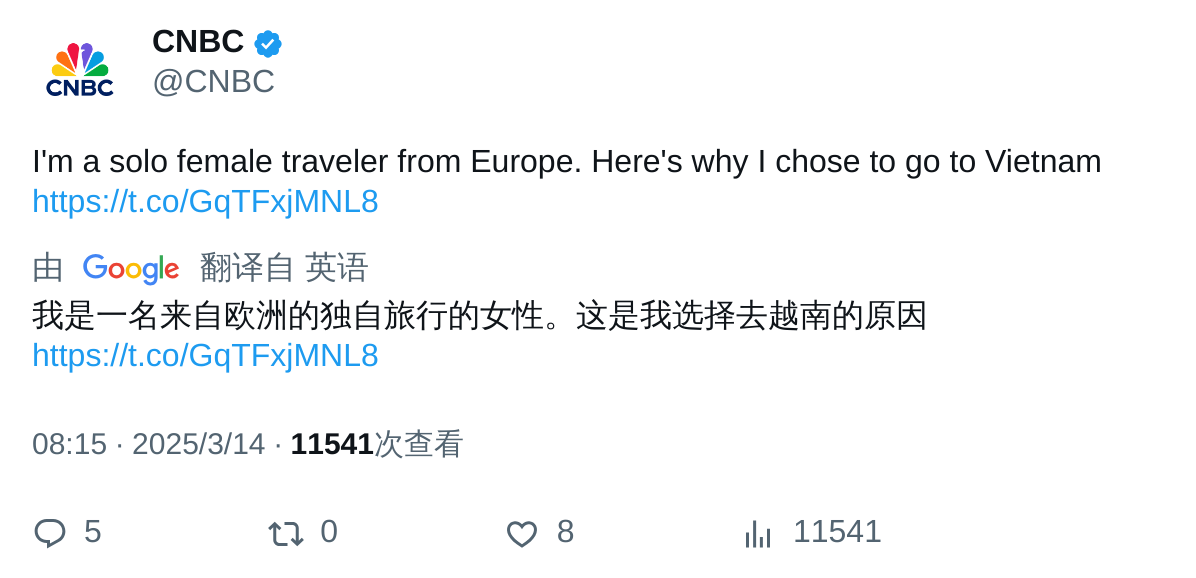 CNBC
CNBC
@CNBC
I'm a solo female traveler from Europe. Here's why I chose to go to Vietnam
https://t.co/GqTFxjMNL8
由 Google 翻译自 英语
我是一名来自欧洲的独自旅行的女性。这是我选择去越南的原因
https://t.co/GqTFxjMNL8
08:15 · 2025/3/14 · 11541次查看
5 0 8 11541